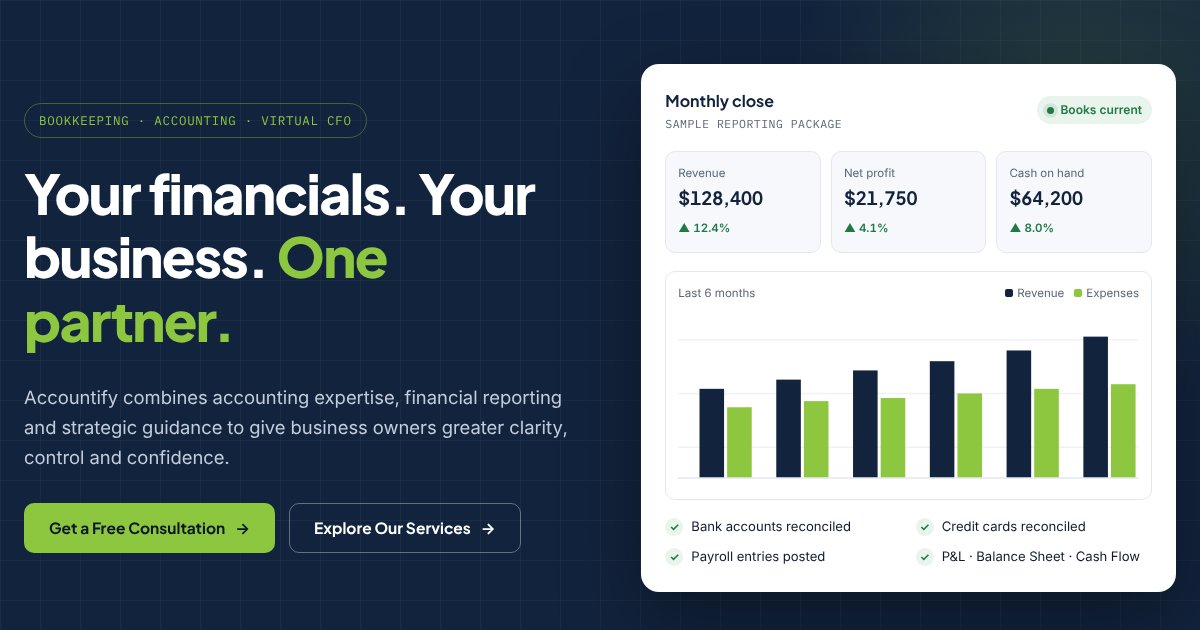 BOOKKEEPING · ACCOUNTING · VIRTUAL CFO
Your financials. Your
business. One
partner.
Accountify combines accounting expertise, financial reporting
and strategic guidance to give business owners greater clarity,
control and confidence.
Get a Free Consultation →
Explore Our Services →
Monthly close
SAMPLE REPORTING PACKAGE
Books current
Revenue
$128,400
▲ 12.4%
Net profit
$21,750
▲ 4.1%
Cash on hand
$64,200
▲ 8.0%
Last 6 months
Revenue
Expenses
Bank accounts reconciled
Credit cards reconciled
Payroll entries posted
P&L · Balance Sheet · Cash Flow